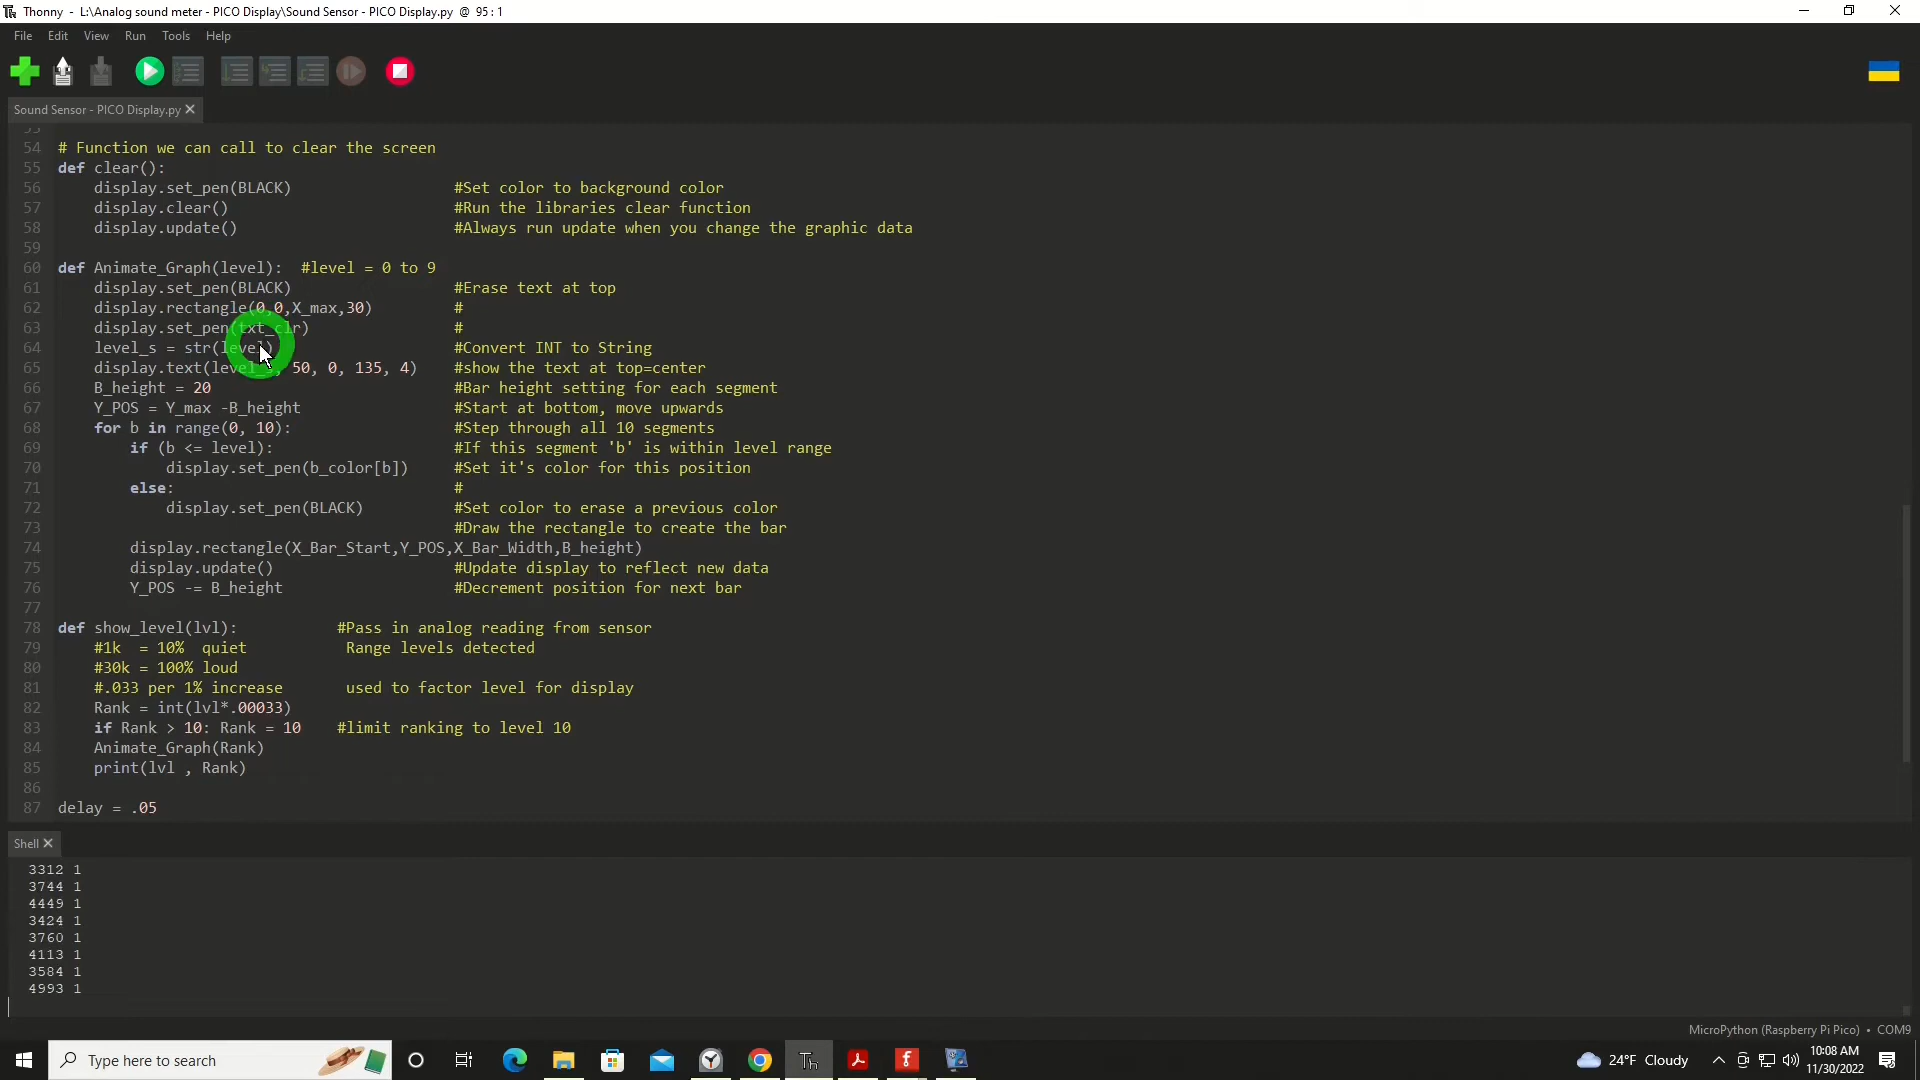 Thonny - L:\Analog sound meter - PICO Display\Sound Sensor - PICO Display.py @ 95 : 1
File Edit View Run Tools Help
Sound Sensor - PICO Display.py
54 # Function we can call to clear the screen
55 def clear():
56 display.set_pen(BLACK) #Set color to background color
57 display.clear() #Run the libraries clear function
58 display.update() #Always run update when you change the graphic data
59
60 def Animate_Graph(level): #level = 0 to 9
61 display.set_pen(BLACK) #Erase text at top
62 display.rectangle(0,0,X_max,30) #
63 display.set_pen(txt_clr) #
64 level_s = str(level) #Convert INT to String
65 display.text(level_s, 50, 0, 135, 4) #show the text at top=center
66 B_height = 20 #Bar height setting for each segment
67 Y_POS = Y_max -B_height #Start at bottom, move upwards
68 for b in range(0, 10): #Step through all 10 segments
69 if (b <= level): #If this segment 'b' is within level range
70 display.set_pen(b_color[b]) #Set it's color for this position
71 else: #
72 display.set_pen(BLACK) #Set color to erase a previous color
73 #Draw the rectangle to create the bar
74 display.rectangle(X_Bar_Start,Y_POS,X_Bar_Width,B_height)
75 display.update() #Update display to reflect new data
76 Y_POS -= B_height #Decrement position for next bar
77
78 def show_level(lvl): #Pass in analog reading from sensor
79 #1k = 10% quiet Range levels detected
80 #30k = 100% loud
81 #.033 per 1% increase used to factor level for display
82 Rank = int(lvl*.00033)
83 if Rank > 10: Rank = 10 #limit ranking to level 10
84 Animate_Graph(Rank)
85 print(lvl , Rank)
86
87 delay = .05
Shell
3312 1
3744 1
4449 1
3424 1
3760 1
4113 1
3584 1
4993 1
MicroPython (Raspberry Pi Pico) • COM9
Type here to search
Th
24°F Cloudy
10:08 AM
11/30/2022